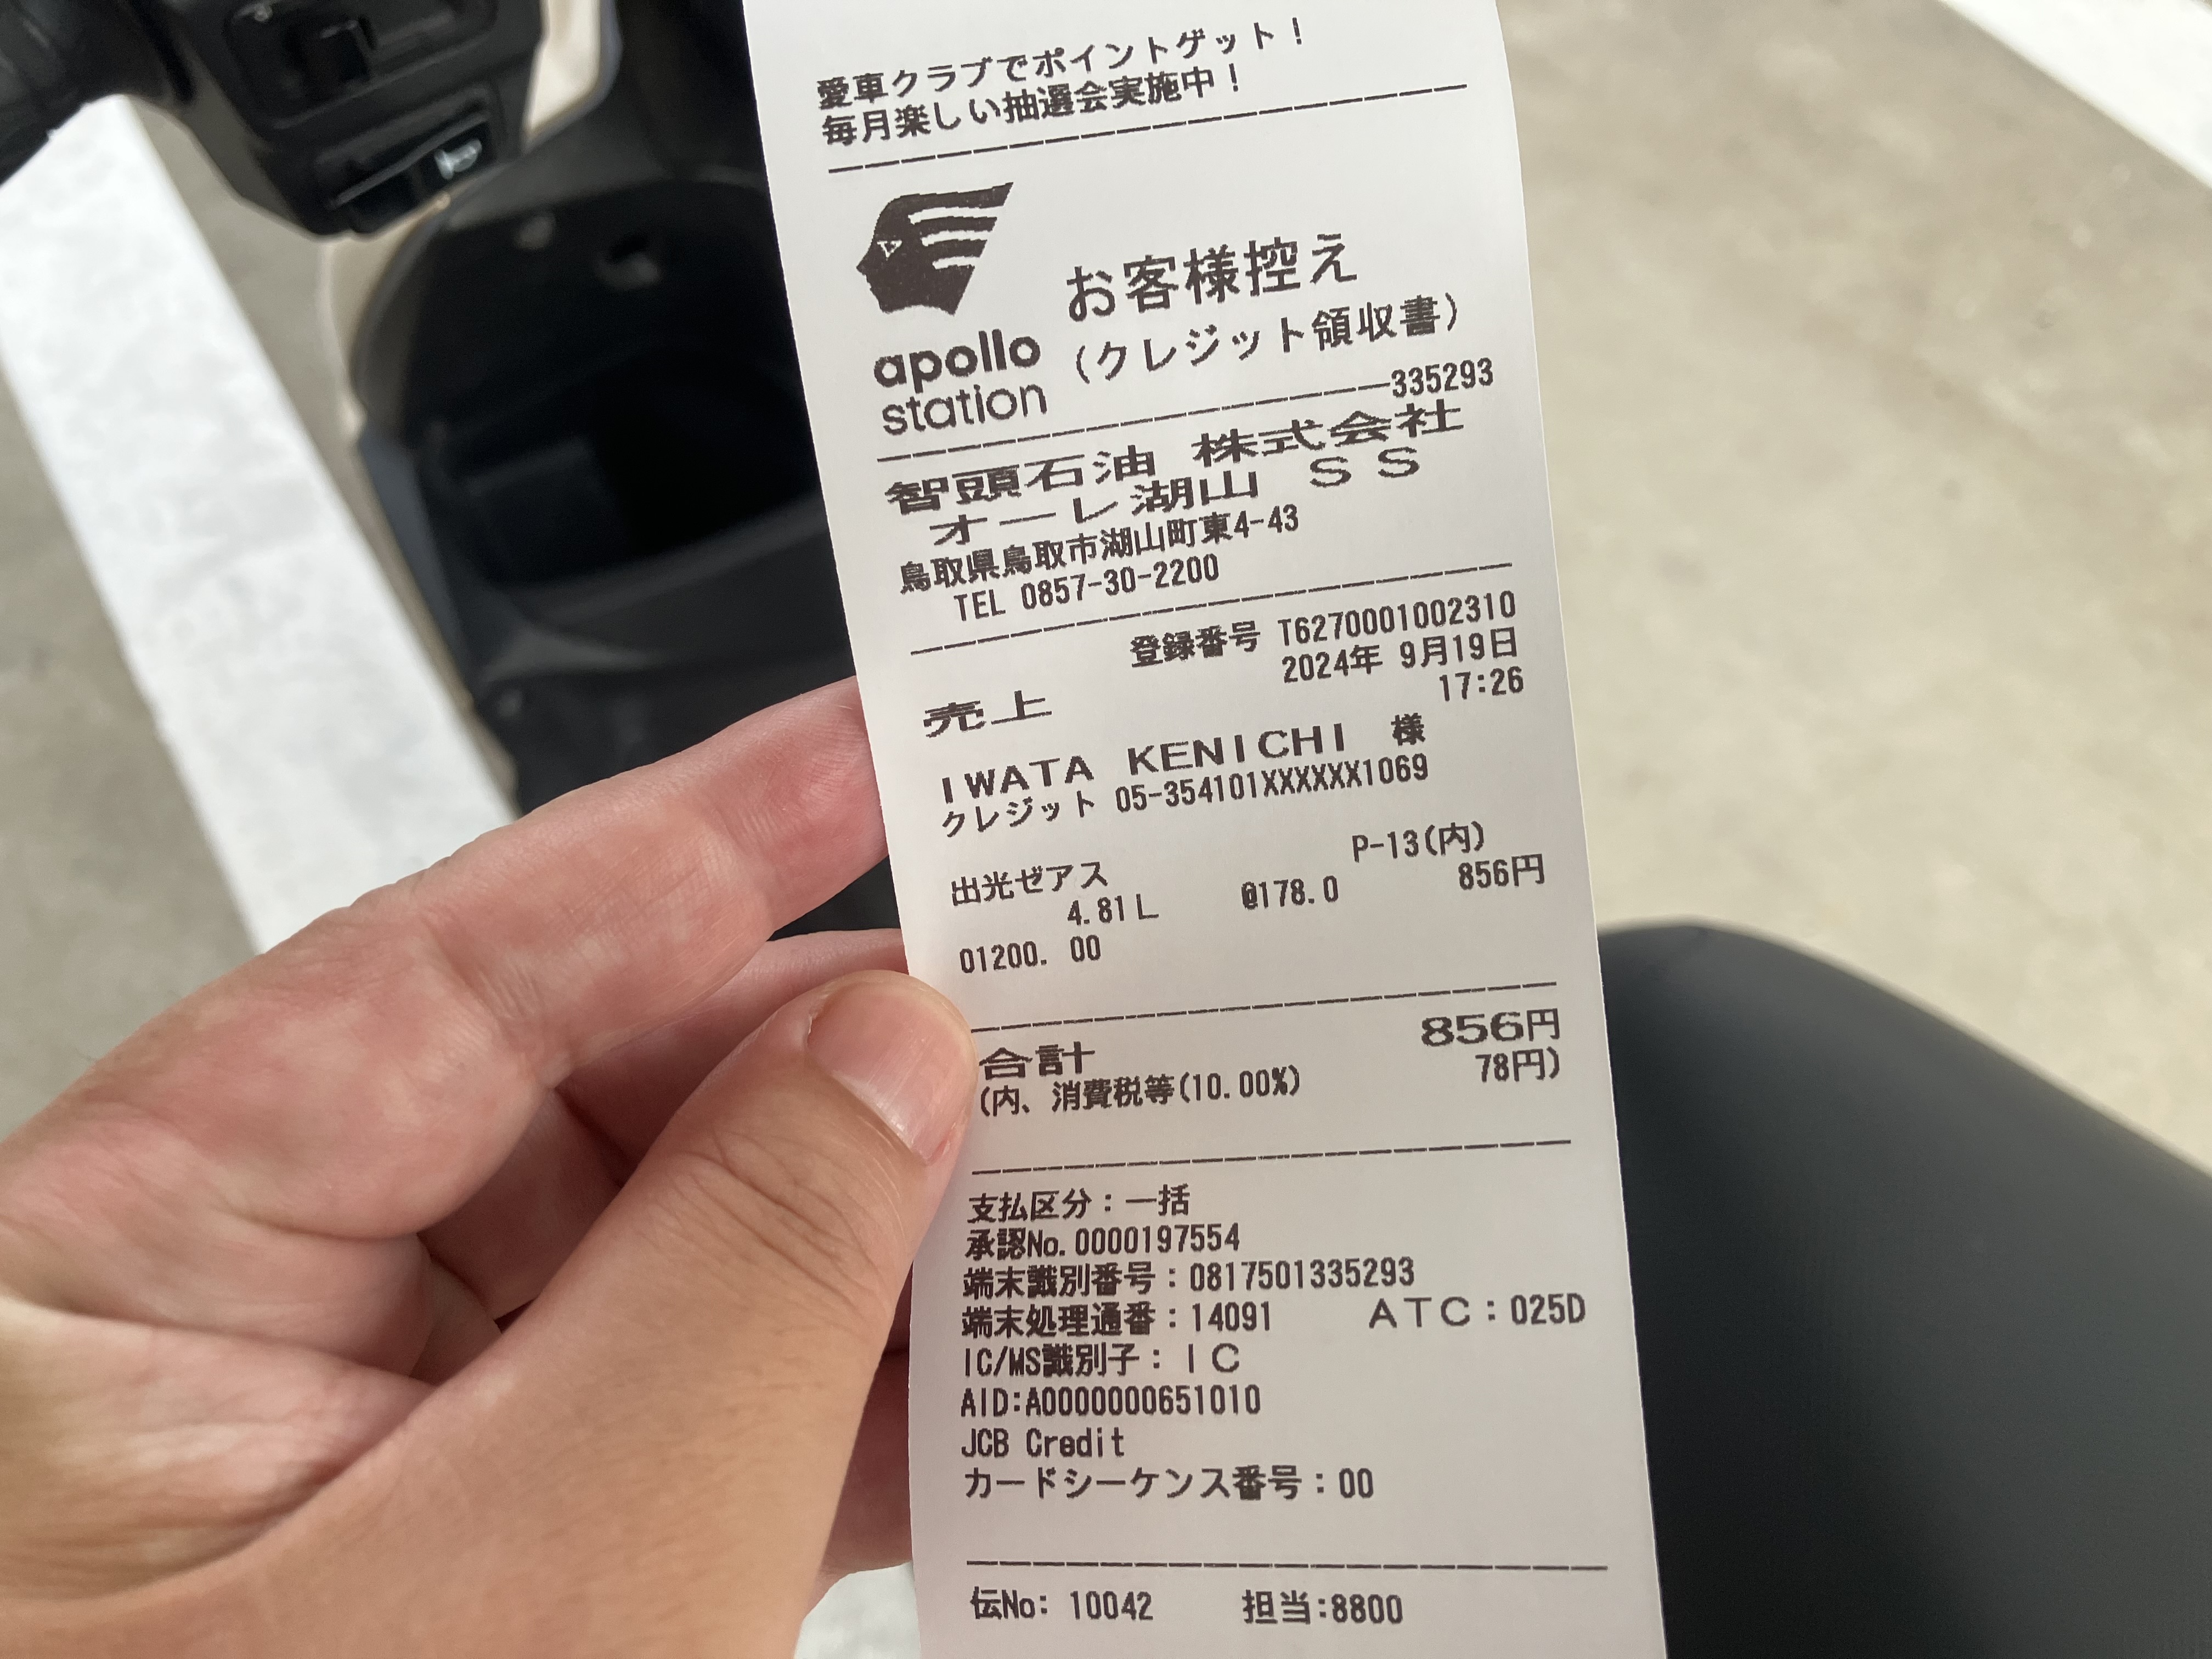 愛車クラブでポイントゲット！
毎月楽しい抽選会実施中！
お客様控え
apollo
station
(クレジット領収書)
335293
智頭石油 株式会社
オーレ湖山 ＳＳ
鳥取県鳥取市湖山町東4-43
TEL 0857-30-2200
登録番号 T6270001002310
2024年 9月19日
17:26
売上
ＩＷＡＴＡ ＫＥＮＩＣＨＩ 様
クレジット 05-354101XXXXXX1069
P-13(内)
出光ゼアス
4.81Ｌ @178.0 856円
01200. 00
合計 856円
(内、消費税等(10.00%) 78円)
支払区分：一括
承認No.0000197554
端末識別番号：0817501335293
端末処理通番：14091 ＡＴＣ：025D
IC/MS識別子：ＩＣ
AID:A0000000651010
JCB Credit
カードシーケンス番号：00
伝No: 10042 担当:8800